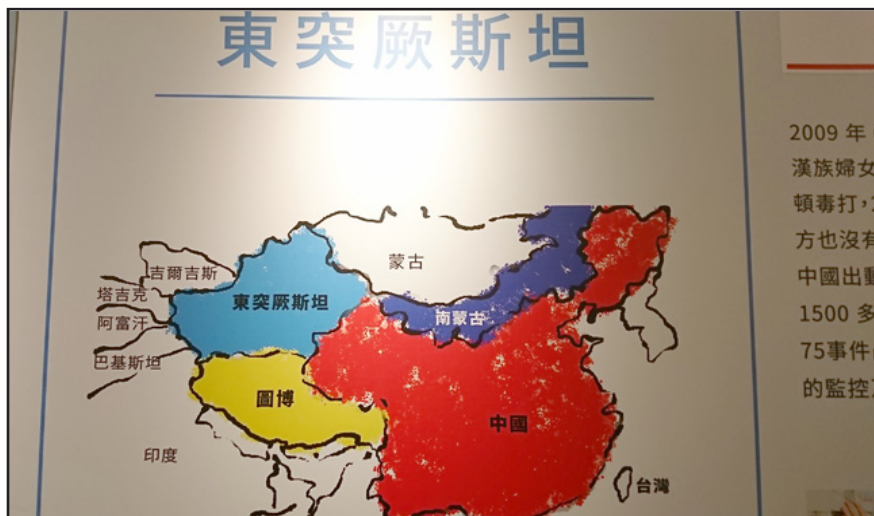 東突厥斯坦
蒙古
吉爾吉斯
塔吉克
東突厥斯坦
阿富汗
南蒙古
巴基斯坦
圖博
中國
印度
台灣
2009 年
漢族婦女
頓毒打，
方也沒有
中國出動
1500 多
75事件
的監控